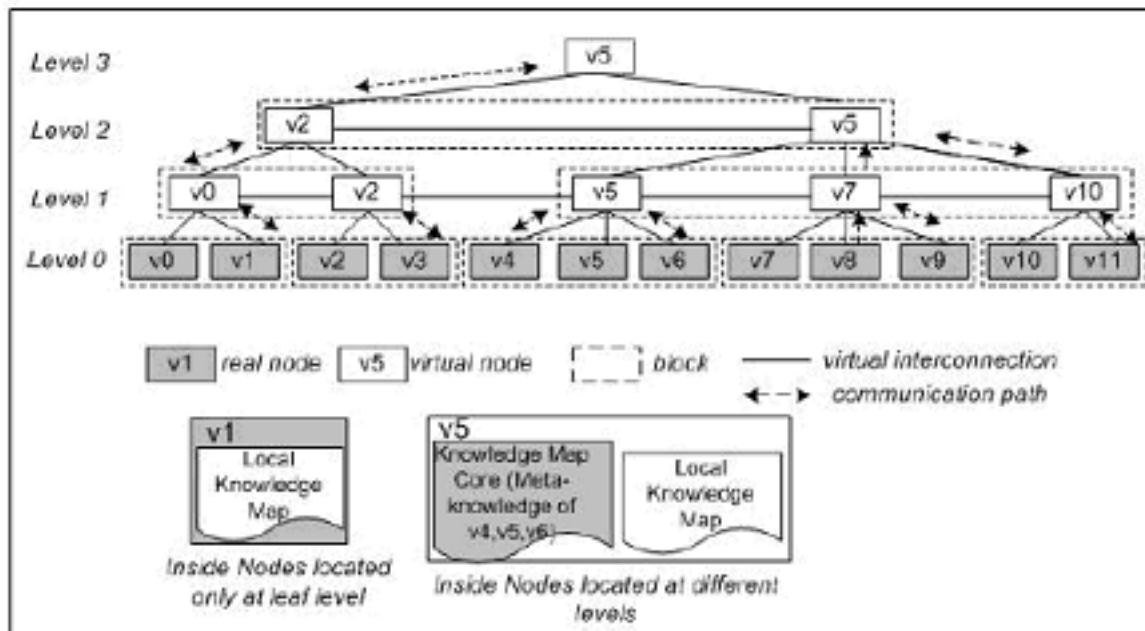 Level 3 v5
Level 2 v2 v5
Level 1 v0 v2 v5 v7 v10
Level 0 v0 v1 v2 v3 v4 v5 v6 v7 v8 v9 v10 v11
v1 real node v5 virtual node block virtual interconnection
communication path
v1
Local
Knowledge
Map
Inside Nodes located
only at leaf level
v5
Knowledge Map
Core (Meta-
knowledge of
v4,v5,v6)
Local
Knowledge
Map
Inside Nodes located at different
levels